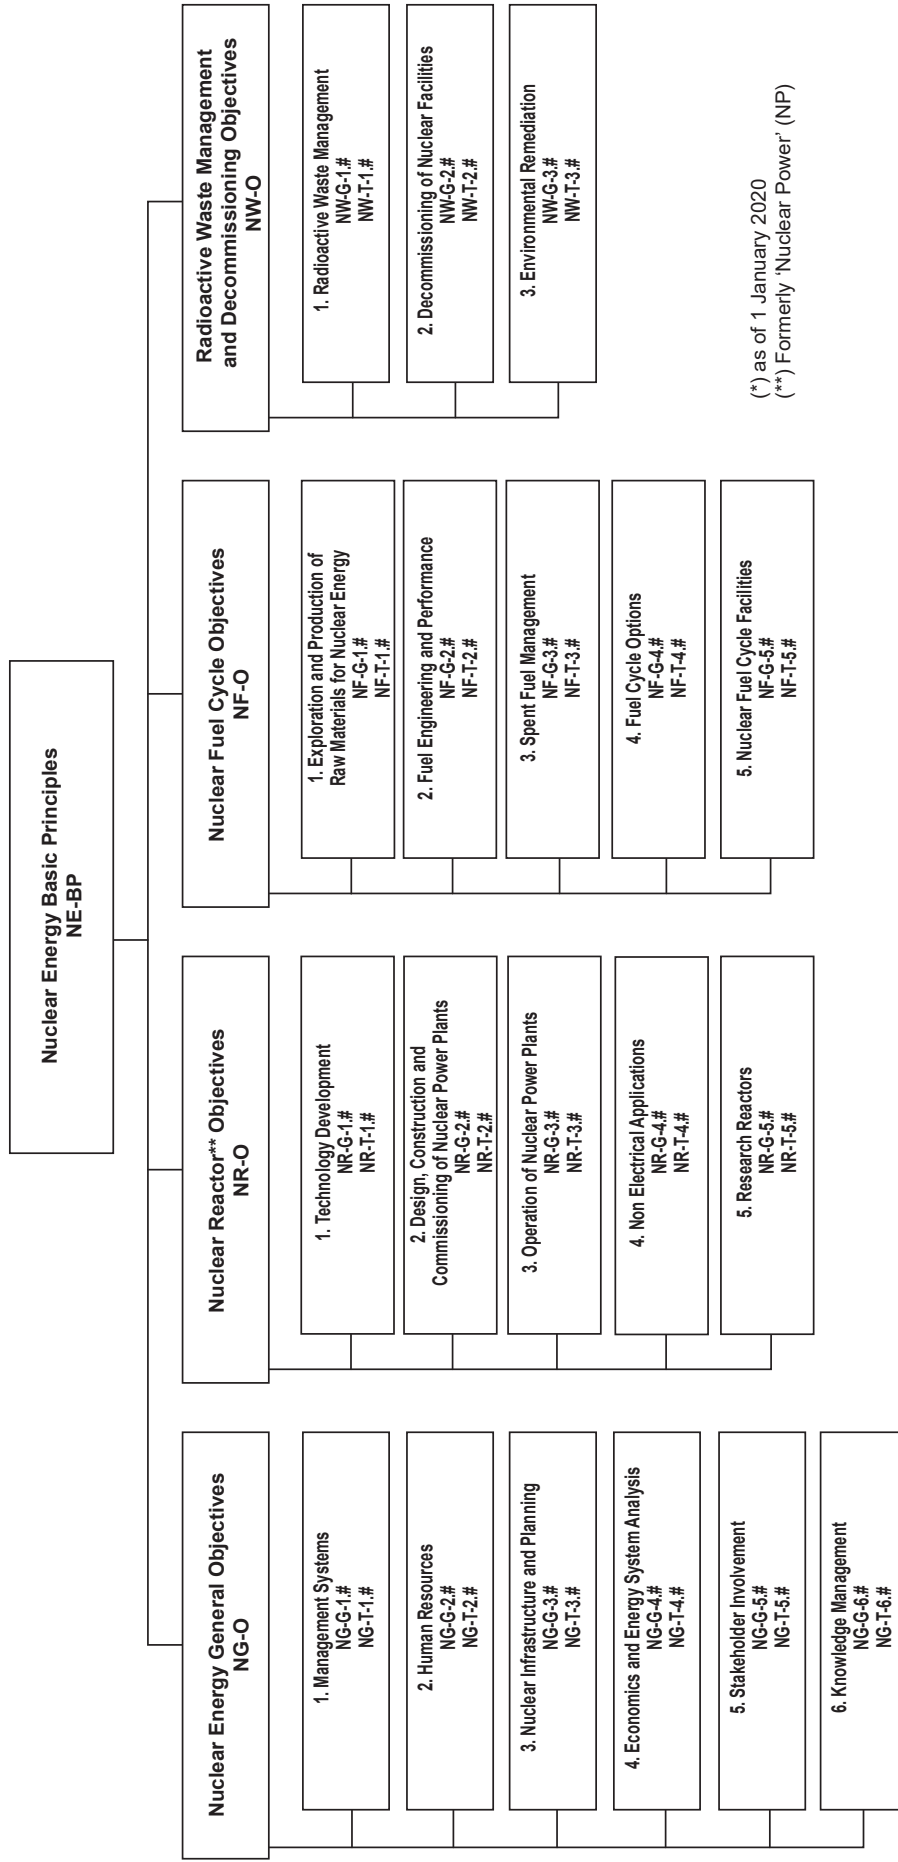 Nuclear Energy Basic Principles
NE-BP
Nuclear Energy General Objectives
NG-O
1. Management Systems
NG-G-1.#
NG-T-1.#
2. Human Resources
NG-G-2.#
NG-T-2.#
3. Nuclear Infrastructure and Planning
NG-G-3.#
NG-T-3.#
4. Economics and Energy System Analysis
NG-G-4.#
NG-T-4.#
5. Stakeholder Involvement
NG-G-5.#
NG-T-5.#
6. Knowledge Management
NG-G-6.#
NG-T-6.#
Nuclear Reactor** Objectives
NR-O
1. Technology Development
NR-G-1.#
NR-T-1.#
2. Design, Construction and
Commissioning of Nuclear Power Plants
NR-G-2.#
NR-T-2.#
3. Operation of Nuclear Power Plants
NR-G-3.#
NR-T-3.#
4. Non Electrical Applications
NR-G-4.#
NR-T-4.#
5. Research Reactors
NR-G-5.#
NR-T-5.#
Nuclear Fuel Cycle Objectives
NF-O
1. Exploration and Production of
Raw Materials for Nuclear Energy
NF-G-1.#
NF-T-1.#
2. Fuel Engineering and Performance
NF-G-2.#
NF-T-2.#
3. Spent Fuel Management
NF-G-3.#
NF-T-3.#
4. Fuel Cycle Options
NF-G-4.#
NF-T-4.#
5. Nuclear Fuel Cycle Facilities
NF-G-5.#
NF-T-5.#
Radioactive Waste Management
and Decommissioning Objectives
NW-O
1. Radioactive Waste Management
NW-G-1.#
NW-T-1.#
2. Decommissioning of Nuclear Facilities
NW-G-2.#
NW-T-2.#
3. Environmental Remediation
NW-G-3.#
NW-T-3.#
(*) as of 1 January 2020
(**) Formerly ‘Nuclear Power’ (NP)